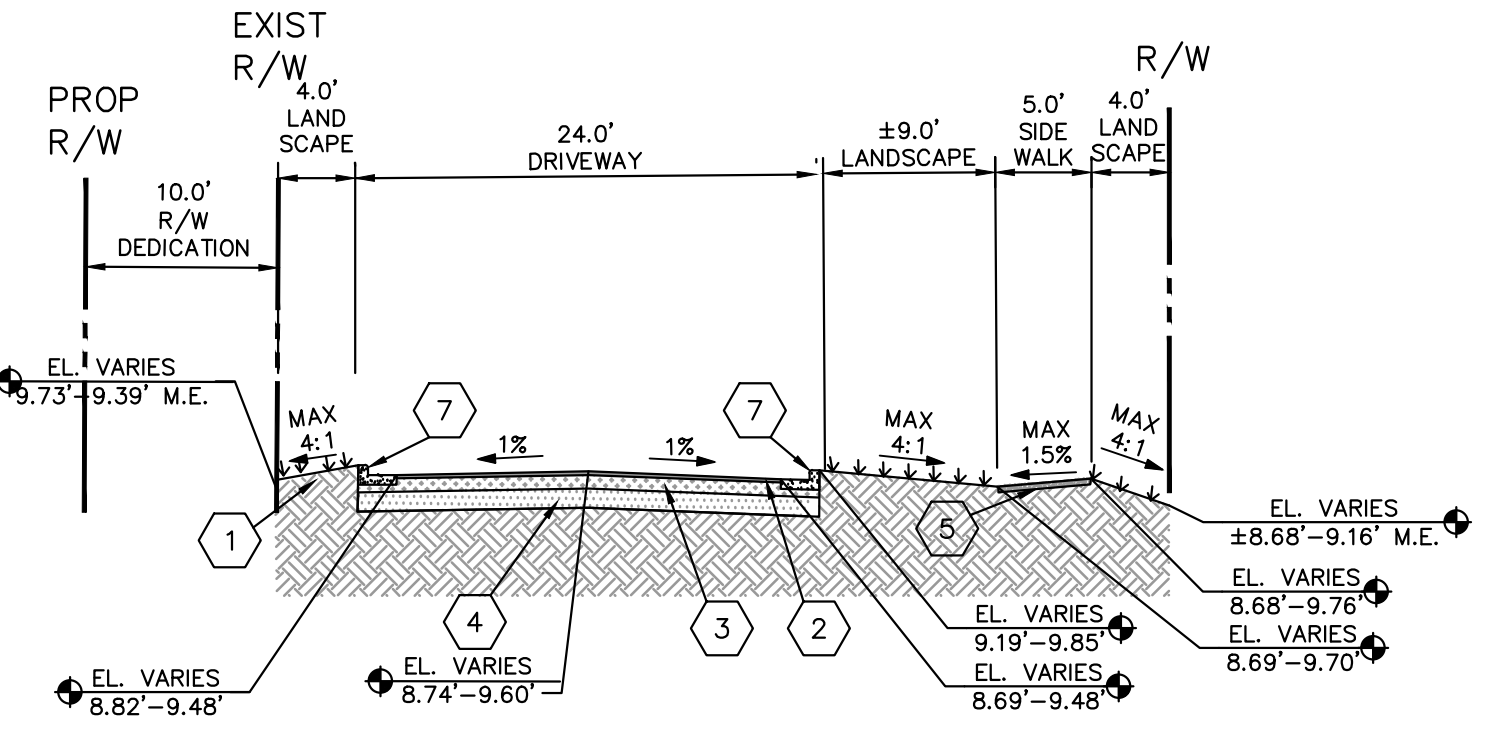 EXIST
R/W
R/W
PROP
R/W
4.0'
LAND
SCAPE
24.0'
DRIVEWAY
±9.0'
LANDSCAPE
5.0'
SIDE
WALK
4.0'
LAND
SCAPE
10.0'
R/W
DEDICATION
EL. VARIES
9.73'-9.39' M.E.
MAX
4:1
7
1%
1%
7
MAX
4:1
MAX
1.5%
MAX
4:1
1
4
3
2
5
EL. VARIES
±8.68'-9.16' M.E.
EL. VARIES
8.68'-9.76'
EL. VARIES
9.19'-9.85'
EL. VARIES
8.69'-9.70'
EL. VARIES
8.82'-9.48'
EL. VARIES
8.74'-9.60'
EL. VARIES
8.69'-9.48'